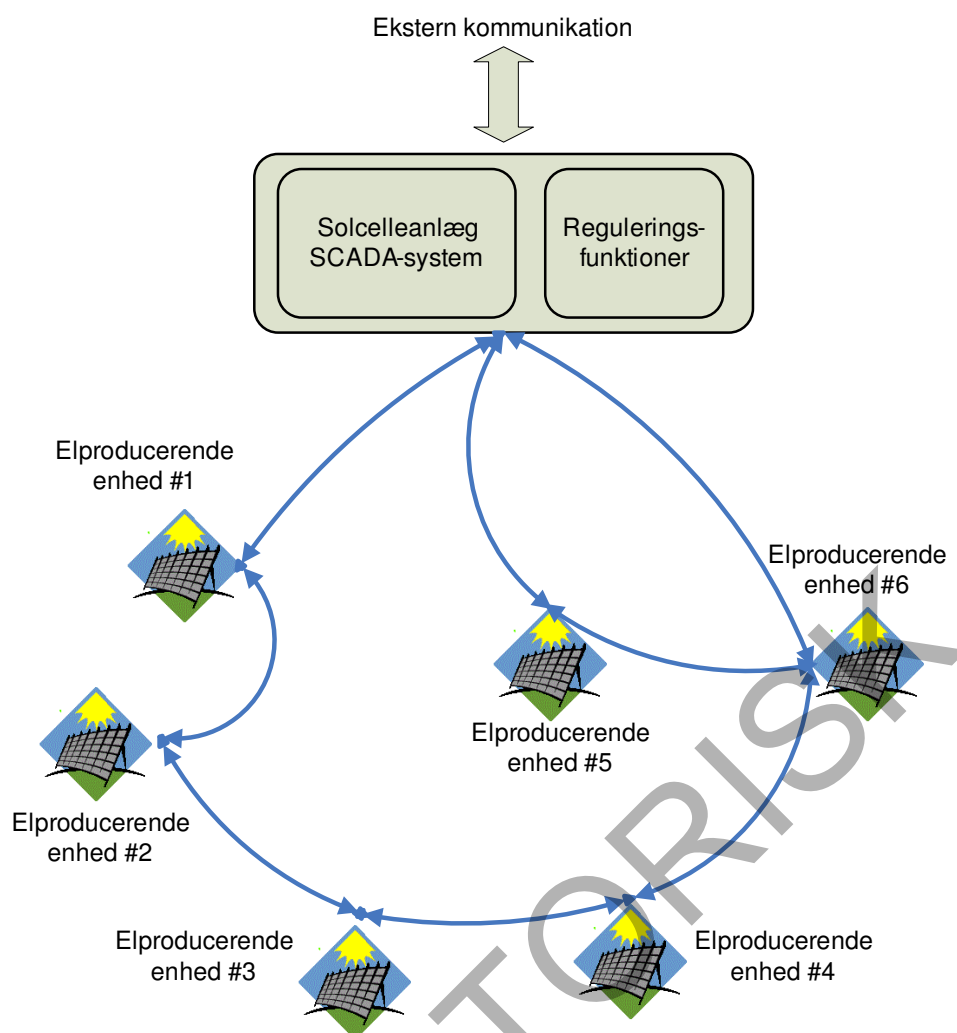 Ekstern kommunikation
Solcelleanlæg
SCADA-system
Regulerings-
funktioner
Elproducerende
enhed #1
Elproducerende
enhed #6
Elproducerende
enhed #5
Elproducerende
enhed #2
Elproducerende
enhed #3
Elproducerende
enhed #4
TORISK